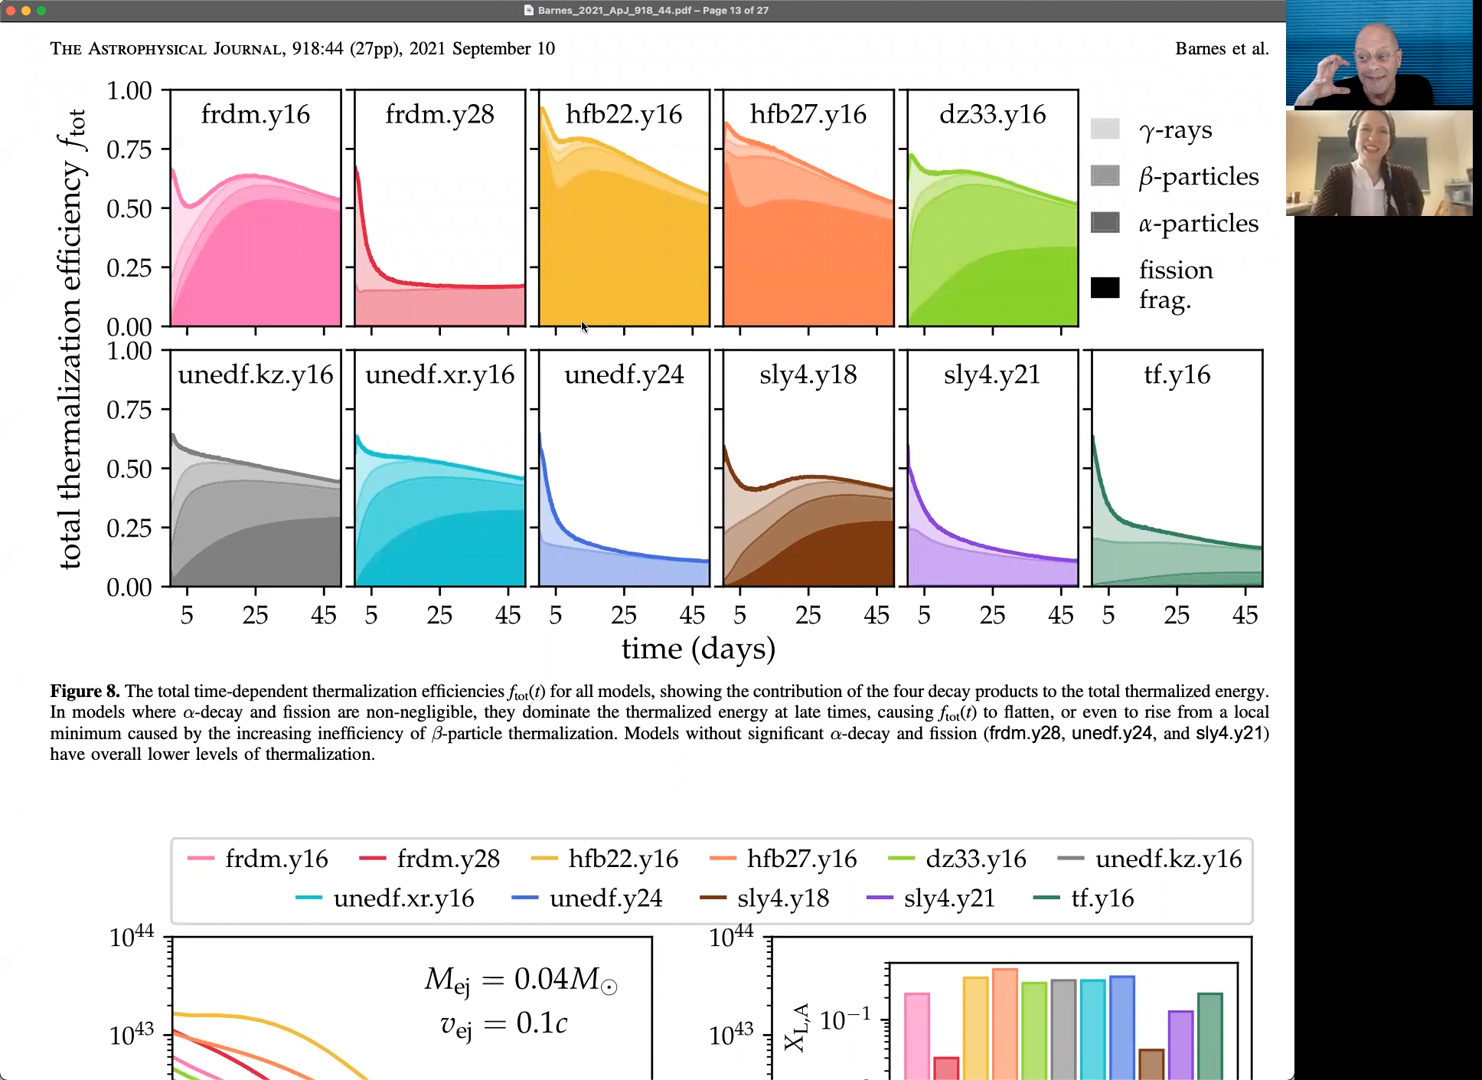 Barnes_2021_ApJ_918_44.pdf – Page 13 of 27
THE ASTROPHYSICAL JOURNAL, 918:44 (27pp), 2021 September 10
Barnes et al.
total thermalization efficiency f_tot
1.00
0.75
0.50
0.25
0.00
frdm.y16
frdm.y28
hfb22.y16
hfb27.y16
dz33.y16
γ-rays
β-particles
α-particles
fission
frag.
1.00
0.75
0.50
0.25
0.00
unedf.kz.y16
unedf.xr.y16
unedf.y24
sly4.y18
sly4.y21
tf.y16
5 25 45
5 25 45
5 25 45
5 25 45
5 25 45
5 25 45
time (days)
Figure 8. The total time-dependent thermalization efficiencies f_tot(t) for all models, showing the contribution of the four decay products to the total thermalized energy.
In models where α-decay and fission are non-negligible, they dominate the thermalized energy at late times, causing f_tot(t) to flatten, or even to rise from a local
minimum caused by the increasing inefficiency of β-particle thermalization. Models without significant α-decay and fission (frdm.y28, unedf.y24, and sly4.y21)
have overall lower levels of thermalization.
frdm.y16 frdm.y28 hfb22.y16 hfb27.y16 dz33.y16 unedf.kz.y16
unedf.xr.y16 unedf.y24 sly4.y18 sly4.y21 tf.y16
10^44
10^43
M_ej = 0.04M_☉
v_ej = 0.1c
10^44
10^43
X_L,A
10^−1